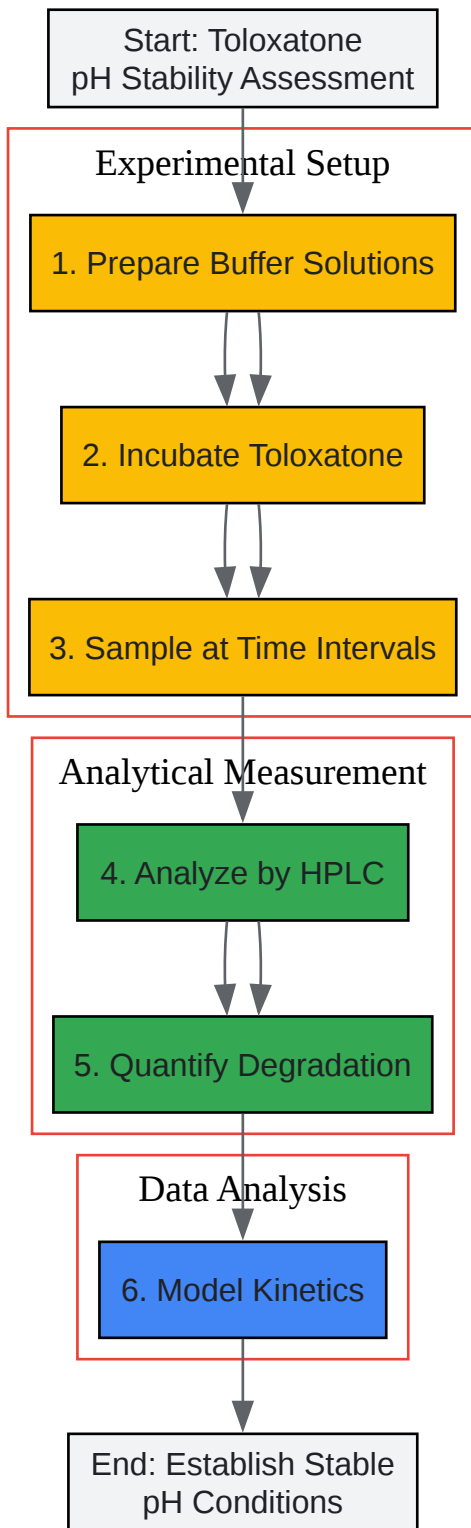 Start: Toloxatone
pH Stability Assessment
Experimental Setup
1. Prepare Buffer Solutions
2. Incubate Toloxatone
3. Sample at Time Intervals
Analytical Measurement
4. Analyze by HPLC
5. Quantify Degradation
Data Analysis
6. Model Kinetics
End: Establish Stable
pH Conditions